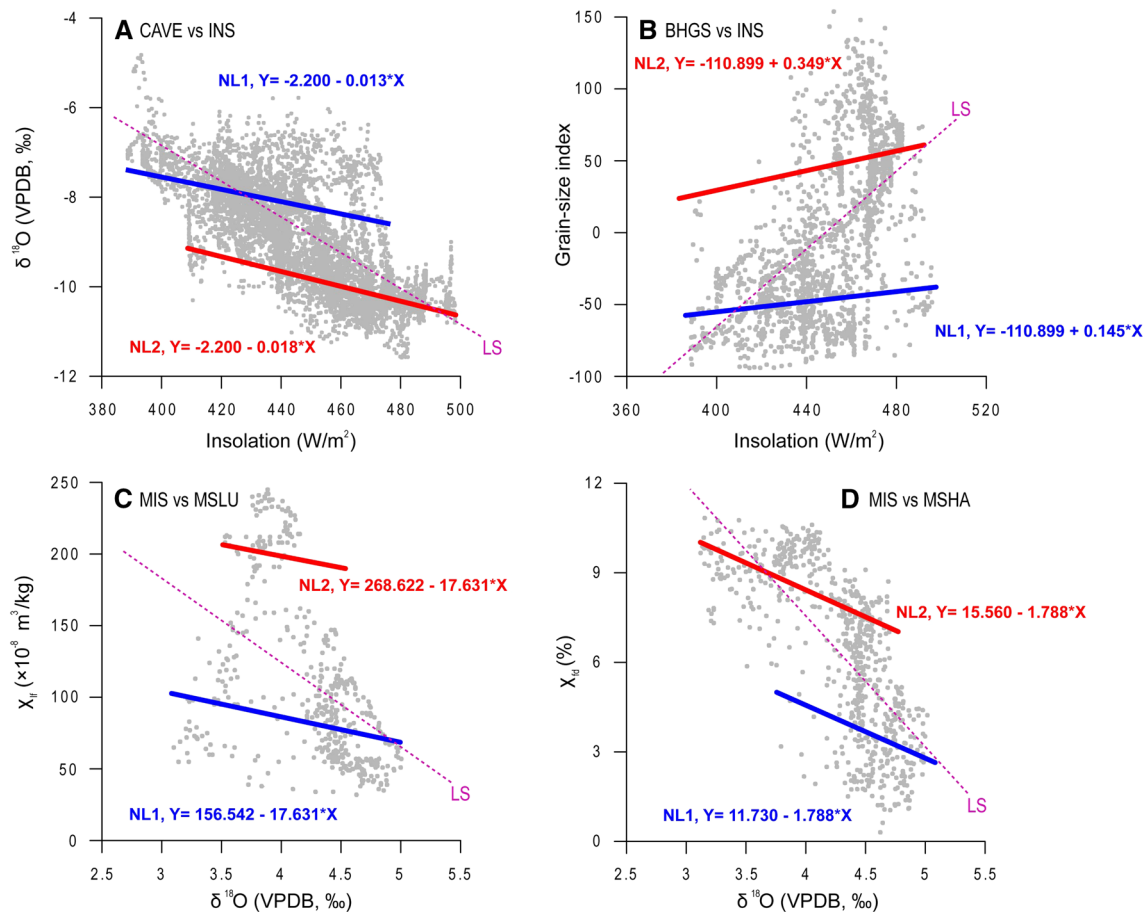 A CAVE vs INS
NL1, Y= -2.200 - 0.013*X
NL2, Y= -2.200 - 0.018*X
LS
-4
-6
-8
-10
-12
δ ¹⁸O (VPDB, ‰)
380 400 420 440 460 480 500
Insolation (W/m²)
B BHGS vs INS
NL2, Y= -110.899 + 0.349*X
LS
NL1, Y= -110.899 + 0.145*X
150
100
50
0
-50
-100
Grain-size index
360 400 440 480 520
Insolation (W/m²)
C MIS vs MSLU
NL2, Y= 268.622 - 17.631*X
NL1, Y= 156.542 - 17.631*X
LS
250
200
150
100
50
0
X lf (×10⁻⁸ m³/kg)
2.5 3 3.5 4 4.5 5 5.5
δ ¹⁸O (VPDB, ‰)
D MIS vs MSHA
NL2, Y= 15.560 - 1.788*X
NL1, Y= 11.730 - 1.788*X
LS
12
9
6
3
0
X fd (%)
2.5 3 3.5 4 4.5 5 5.5
δ ¹⁸O (VPDB, ‰)